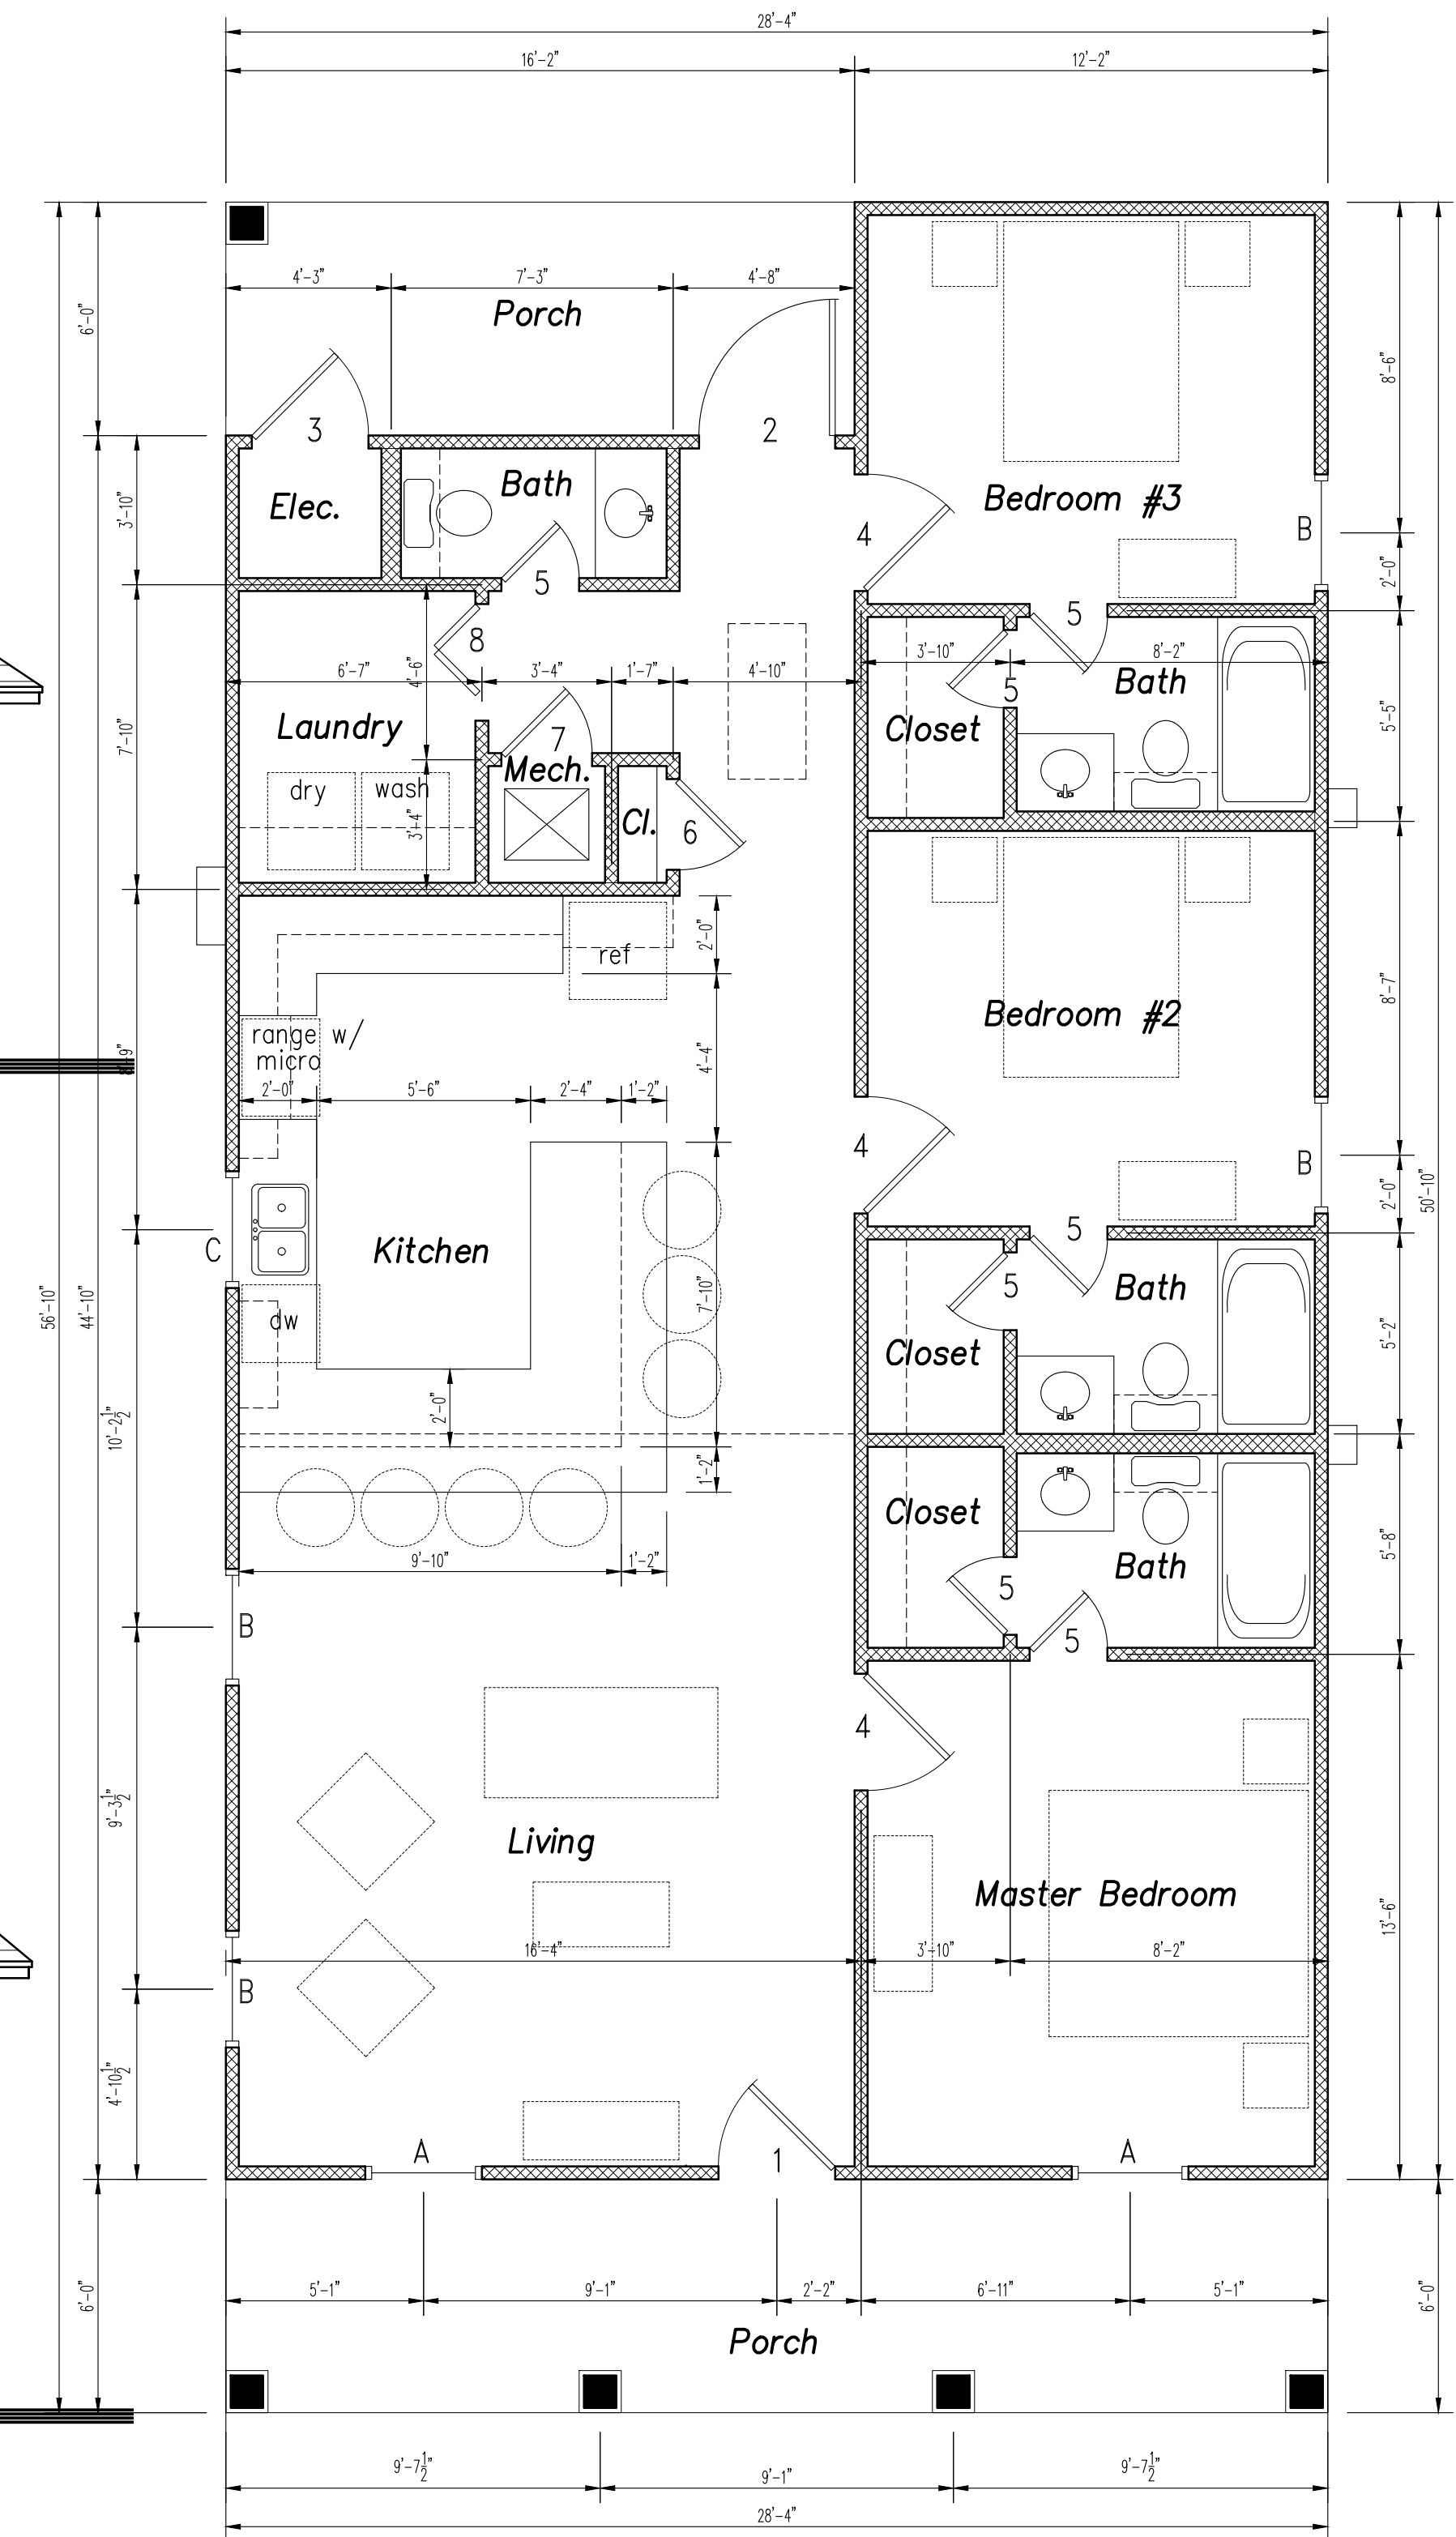 28'-4"
16'-2"
12'-2"
4'-3"
7'-3"
4'-8"
Porch
6'-0"
8'-6"
3
2
Elec.
Bath
5
3'-10"
4
Bedroom #3
B
2'-0"
5
8
6'-7"
4'-6"
3'-4"
1'-7"
4'-10"
3'-10"
8'-2"
5
Bath
Laundry
7
Mech.
Closet
5'-5"
7'-10"
dry
wash
3'-4"
Cl.
6
ref
2'-0"
range w/
micro
2'-0"
5'-6"
2'-4"
1'-2"
4'-4"
Bedroom #2
8'-7"
4
B
2'-0"
50'-10"
C
Kitchen
dw
7'-10"
2'-0"
1'-2"
5
5
Bath
Closet
5'-2"
56'-10"
44'-10"
10'-2 1/2"
9'-10"
1'-2"
Closet
5
Bath
5
5'-8"
B
4
9'-3 1/2"
Living
Master Bedroom
13'-6"
16'-4"
3'-10"
8'-2"
B
4'-10 1/2"
A
1
A
5'-1"
9'-1"
2'-2"
6'-11"
5'-1"
6'-0"
6'-0"
Porch
9'-7 1/2"
9'-1"
9'-7 1/2"
28'-4"